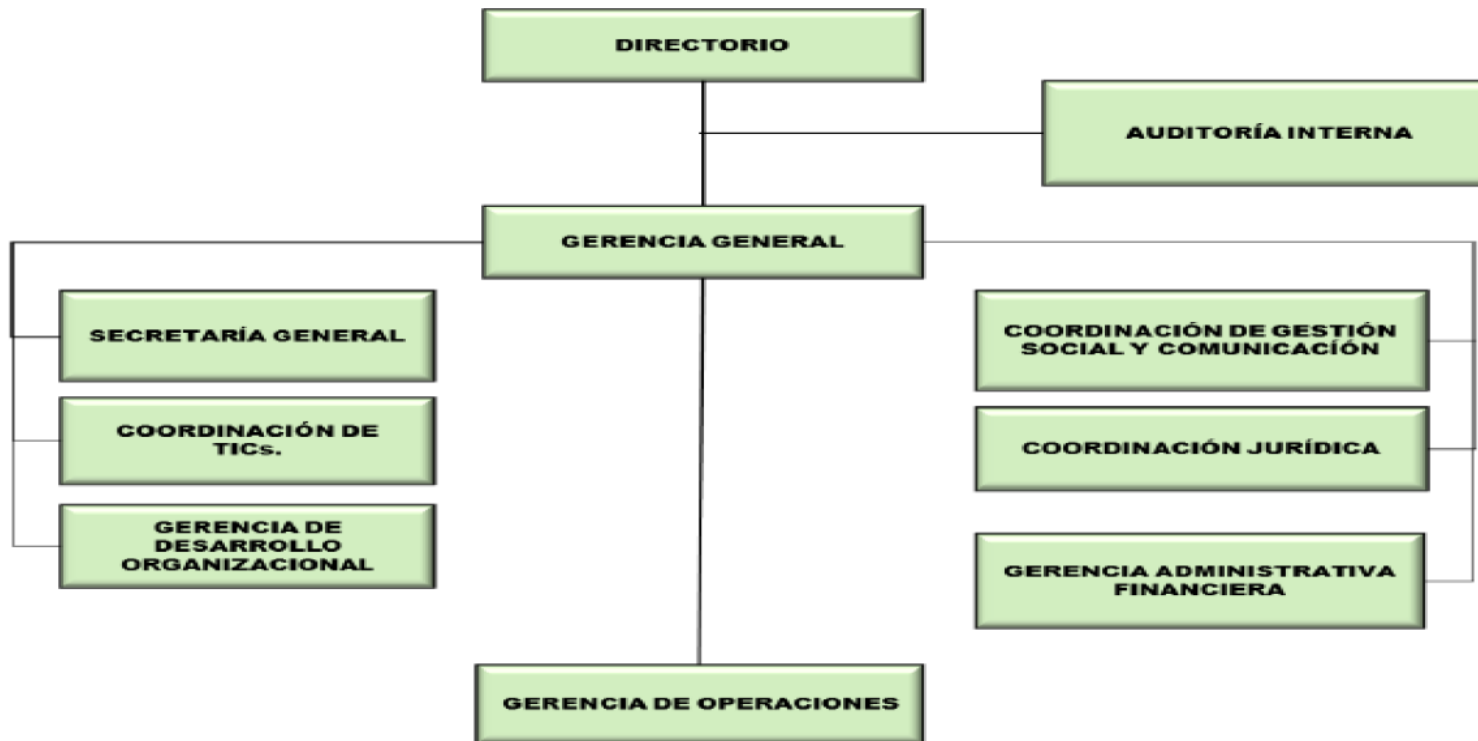 DIRECTORIO
AUDITORÍA INTERNA
GERENCIA GENERAL
SECRETARÍA GENERAL
COORDINACIÓN DE
TICs.
GERENCIA DE
DESARROLLO
ORGANIZACIONAL
COORDINACIÓN DE GESTIÓN
SOCIAL Y COMUNICACÍÓN
COORDINACIÓN JURÍDICA
GERENCIA ADMINISTRATIVA
FINANCIERA
GERENCIA DE OPERACIONES